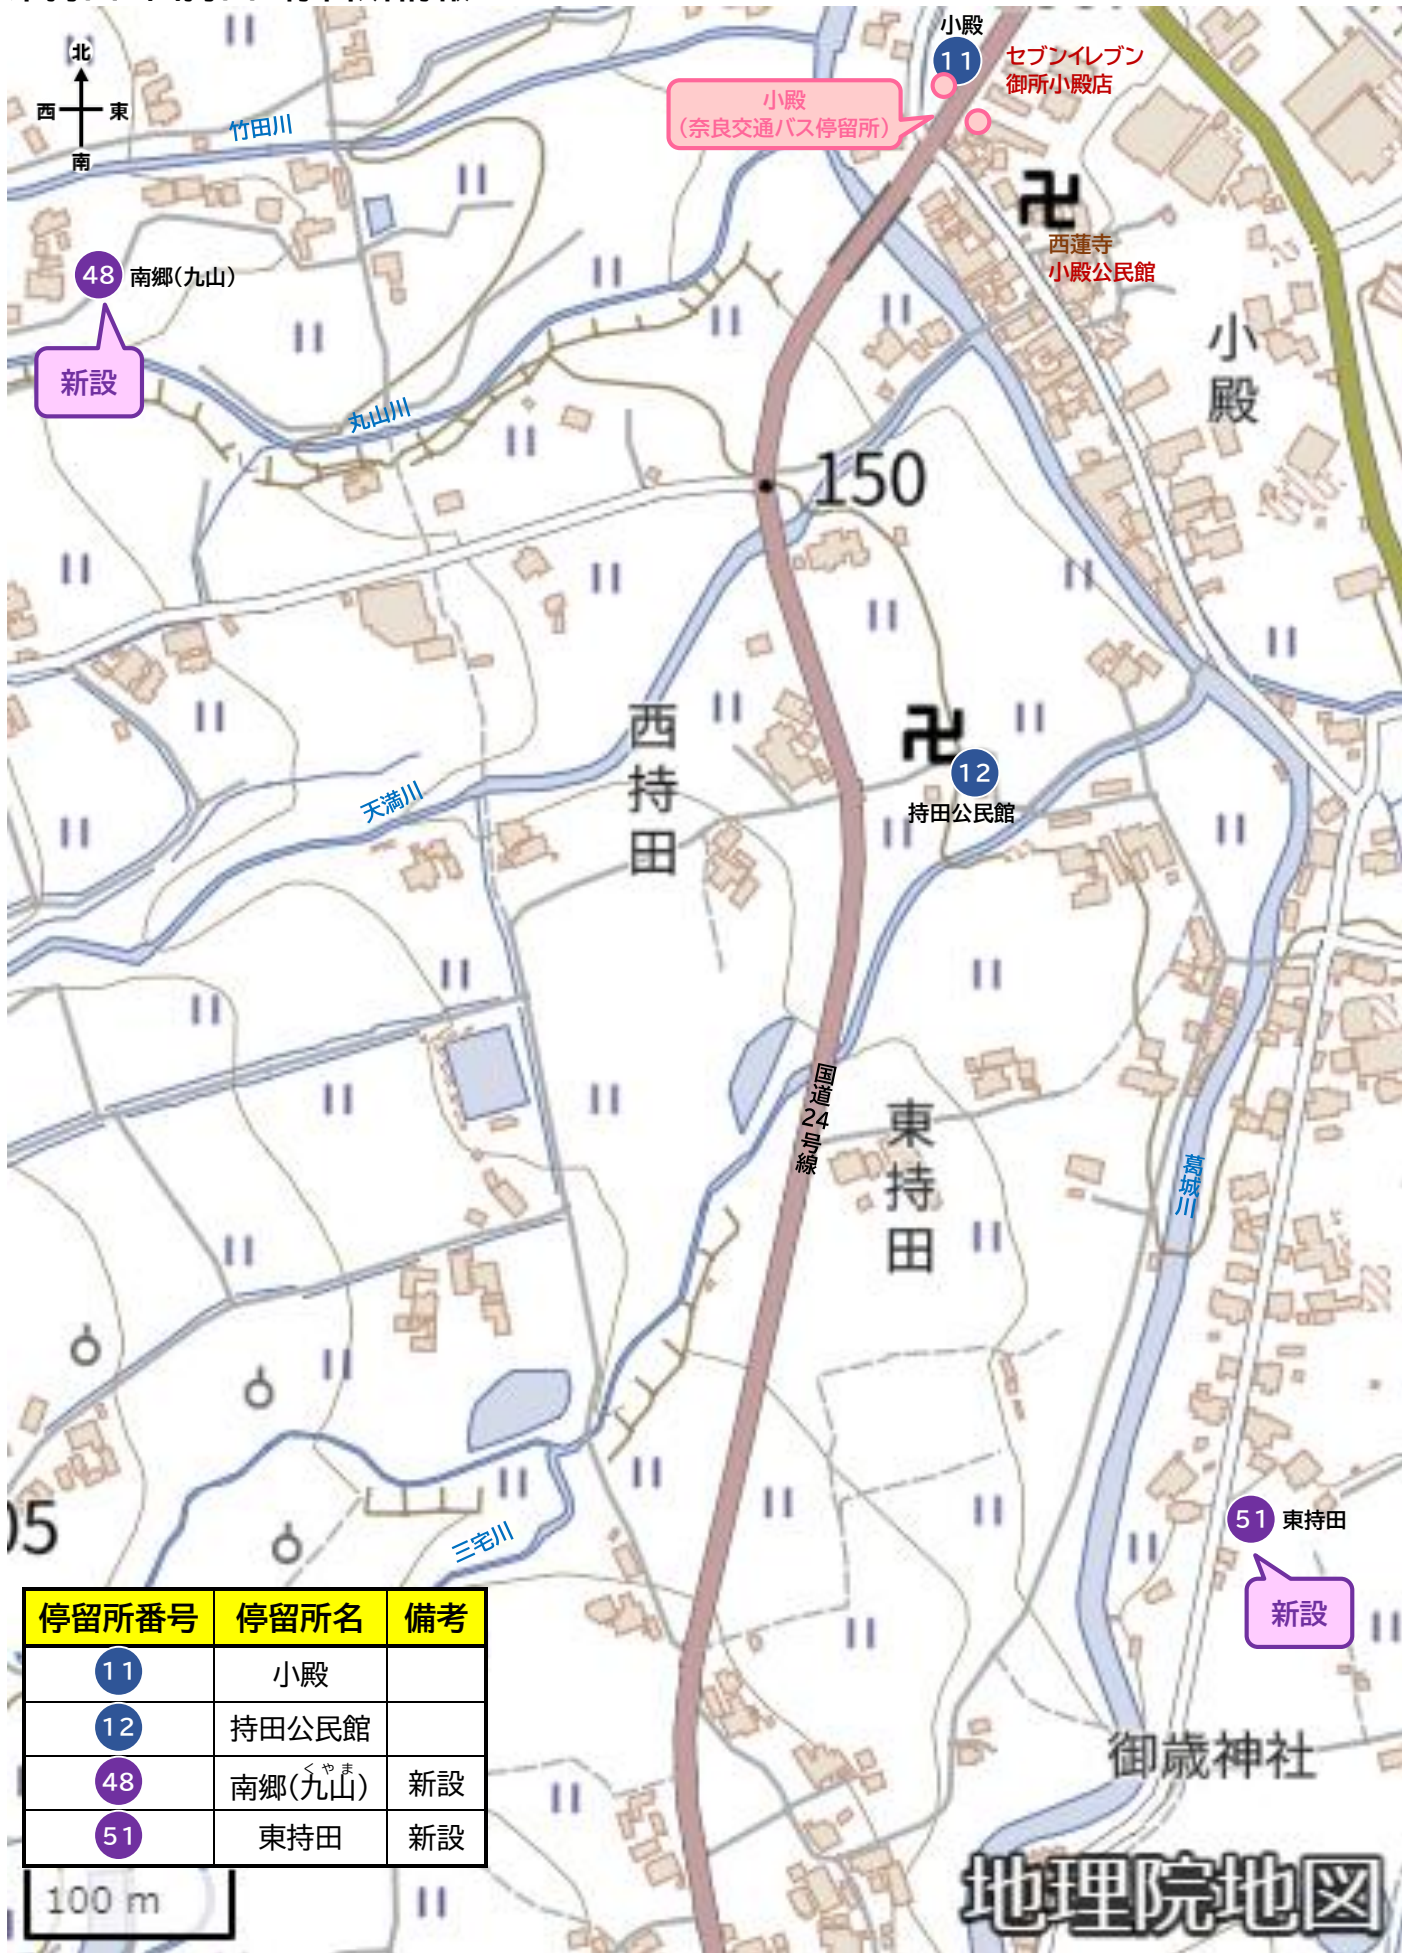 北
西 東
南
竹田川
小殿
11
セブンイレブン
御所小殿店
小殿
（奈良交通バス停留所）
西蓮寺
小殿公民館
48 南郷（九山）
新設
小殿
丸山川
150
西持田
12
持田公民館
天満川
国道24号線
東持田
葛城川
05
三宅川
51 東持田
新設
停留所番号 停留所名 備考
11 小殿
12 持田公民館
くやま
48 南郷（九山） 新設
51 東持田 新設
御歳神社
100 m
地理院地図